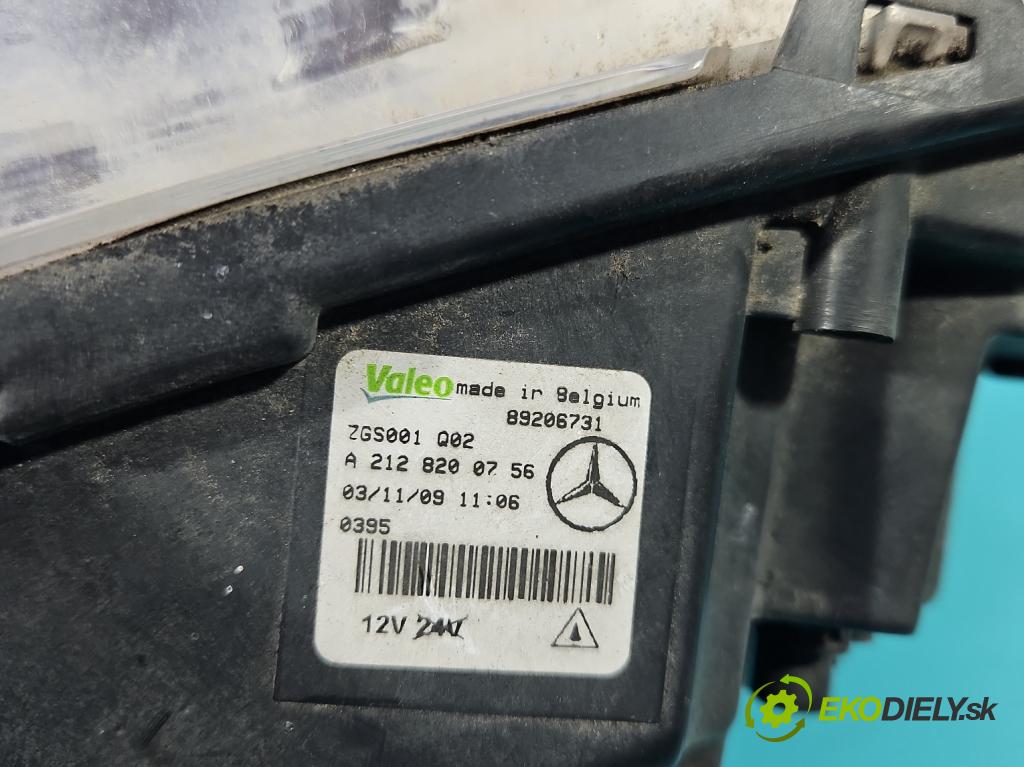 Valeo made in Belgium
89206731
ZGS001 Q02
A 212 820 07 56
03/11/09 11:06
0395
12V 24V
EKODIELY.sk